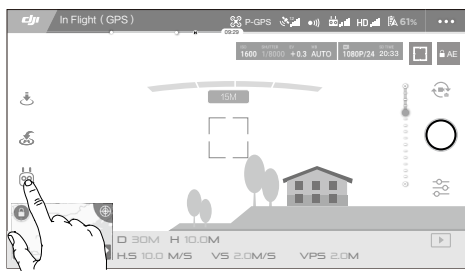 dji In Flight ( GPS ) P-GPS HD 61%
09:29
1600 1/8000 +0.3 AUTO 1080P/24 20:33 AE
15M
D 30M H 10.0M
H.S 10.0 M/S VS 2.0M/S VPS 2.0M